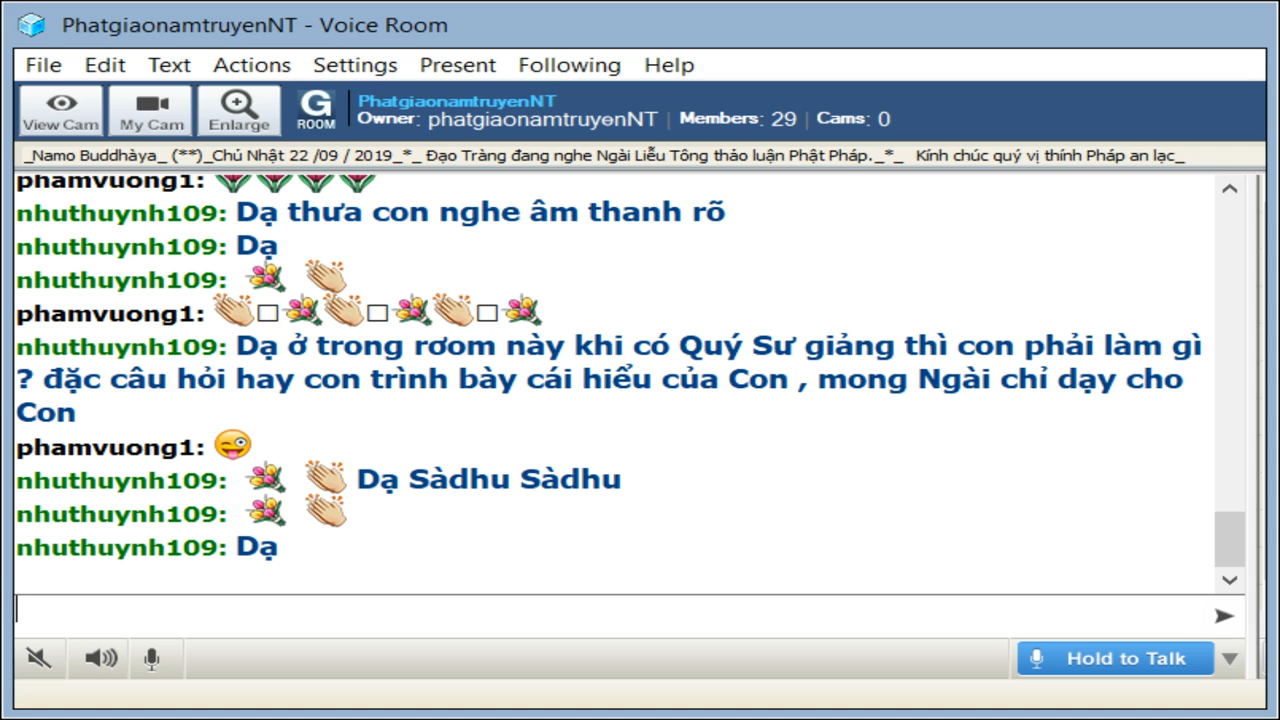 PhatgiaonamtruyenNT - Voice Room
File Edit Text Actions Settings Present Following Help
View Cam My Cam Enlarge G ROOM PhatgiaonamtruyenNT
Owner: phatgiaonamtruyenNT | Members: 29 | Cams: 0
_Namo Buddhàya_ (**)_Chủ Nhật 22 /09 / 2019_*_ Đạo Tràng đang nghe Ngài Liễu Tông thảo luận Phật Pháp._*_ Kính chúc quý vị thính Pháp an lạc_
phamvuong1:
nhuthuynh109: Dạ thưa con nghe âm thanh rõ
nhuthuynh109: Dạ
nhuthuynh109:
phamvuong1:
nhuthuynh109: Dạ ở trong rơom này khi có Quý Sư giảng thì con phải làm gì
? đặc câu hỏi hay con trình bày cái hiểu của Con , mong Ngài chỉ dạy cho
Con
phamvuong1:
nhuthuynh109: Dạ Sàdhu Sàdhu
nhuthuynh109:
nhuthuynh109: Dạ
Hold to Talk